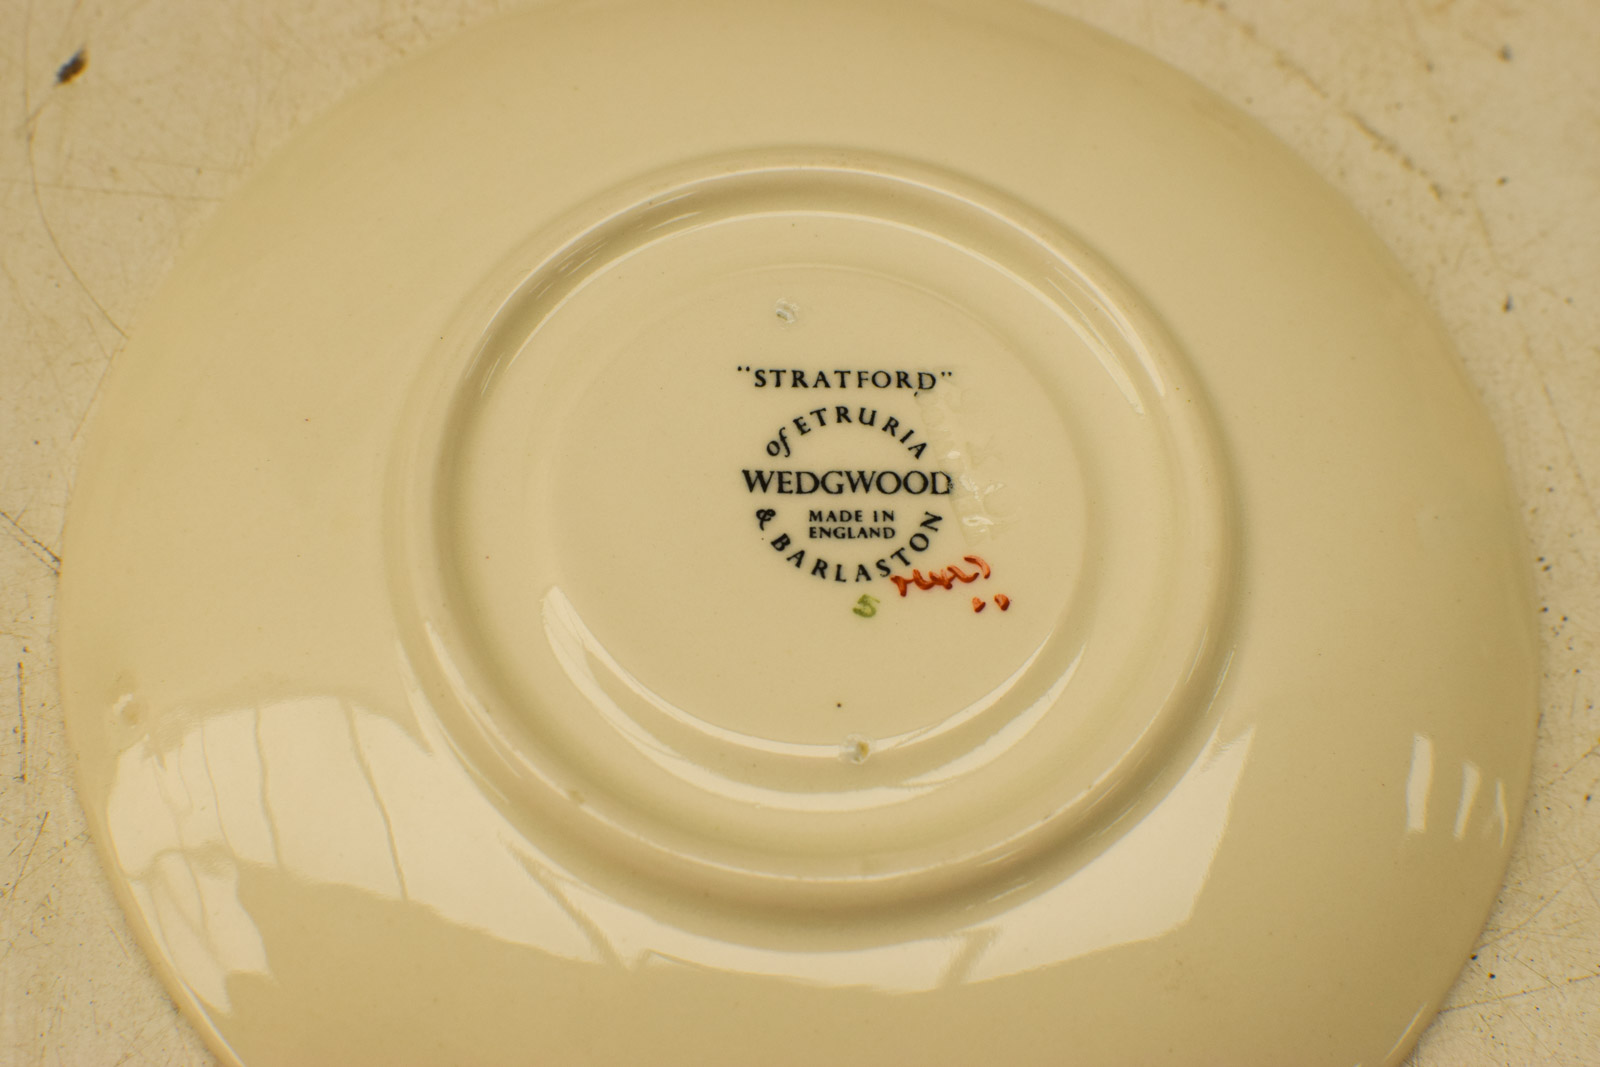 "STRATFORD"
of ETRURIA
WEDGWOOD
MADE IN
ENGLAND
& BARLASTON
5